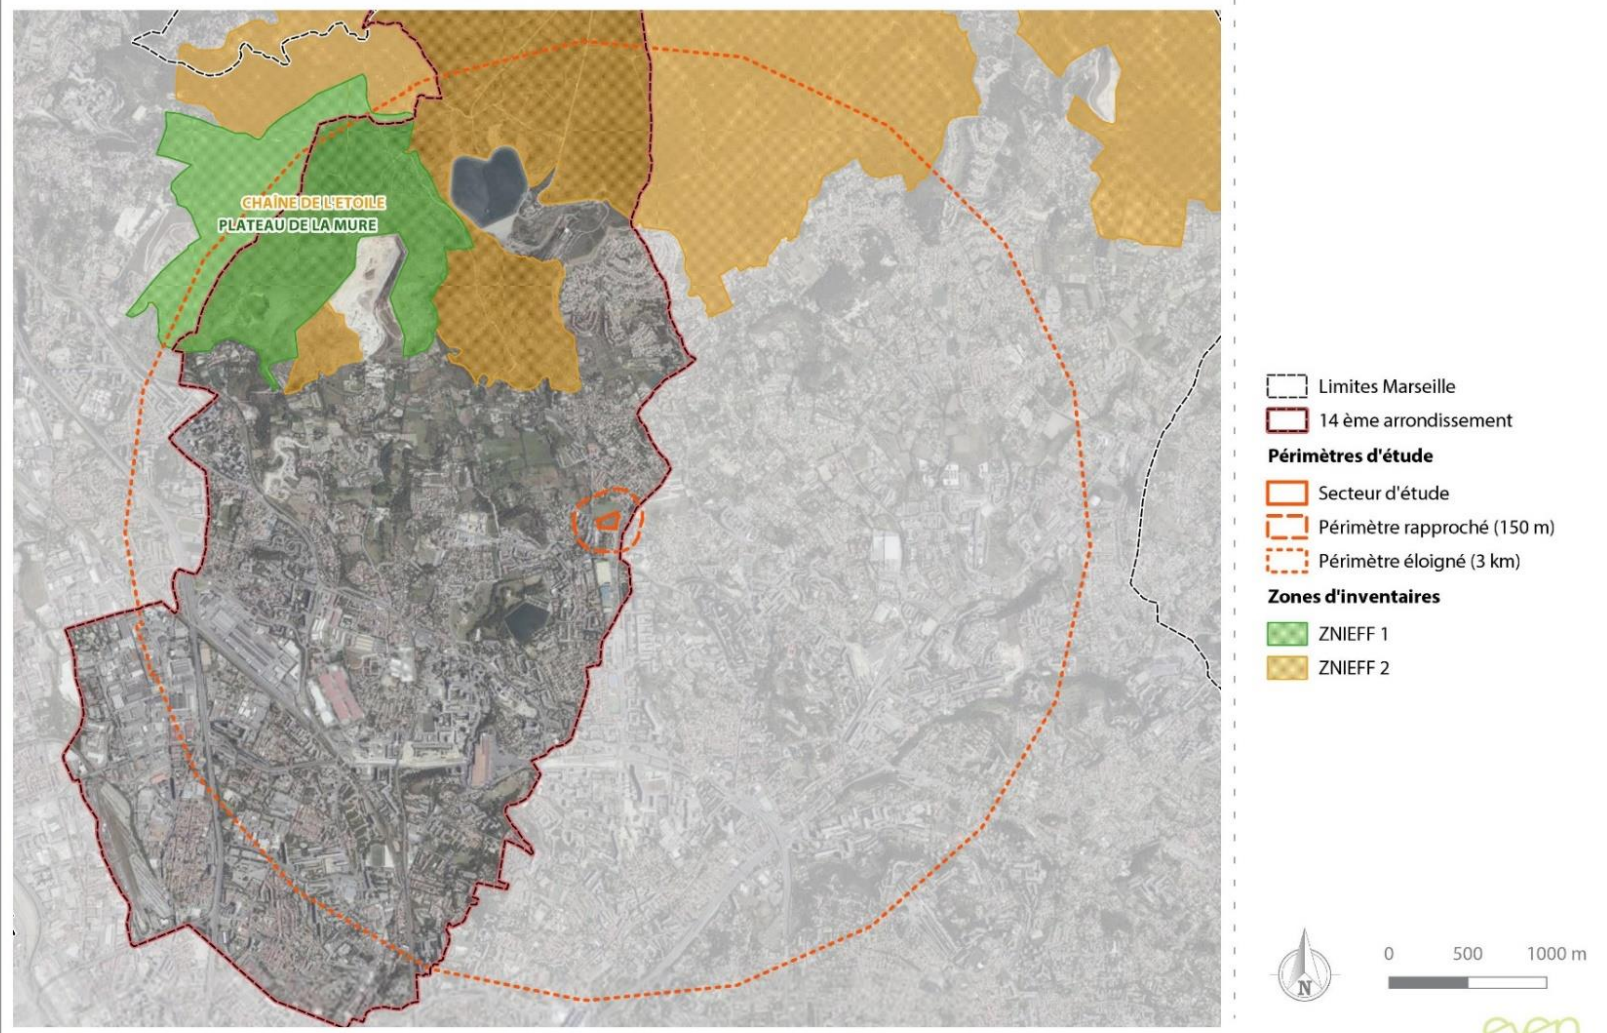 CHAÎNE DE L'ETOILE
PLATEAU DE LA MURE
Limites Marseille
14 ème arrondissement
Périmètres d'étude
Secteur d'étude
Périmètre rapproché (150 m)
Périmètre éloigné (3 km)
Zones d'inventaires
ZNIEFF 1
ZNIEFF 2
N
0 500 1000 m